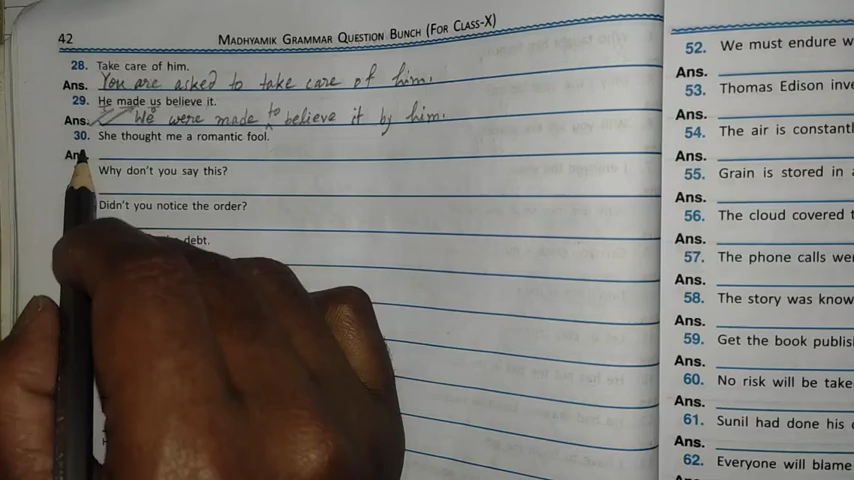 42
MADHYAMIK GRAMMAR QUESTION BUNCH (FOR CLASS-X)
28. Take care of him.
Ans. You are asked to take care of him.
29. He made us believe it.
Ans. We were made to believe it by him.
30. She thought me a romantic fool.
Ans.
Why don't you say this?
Didn't you notice the order?
debt.
52. We must endure w
Ans.
53. Thomas Edison inve
Ans.
54. The air is constantl
Ans.
55. Grain is stored in a
Ans.
56. The cloud covered t
Ans.
57. The phone calls wer
Ans.
58. The story was know
Ans.
59. Get the book publis
Ans.
60. No risk will be take
Ans.
61. Sunil had done his
Ans.
62. Everyone will blame